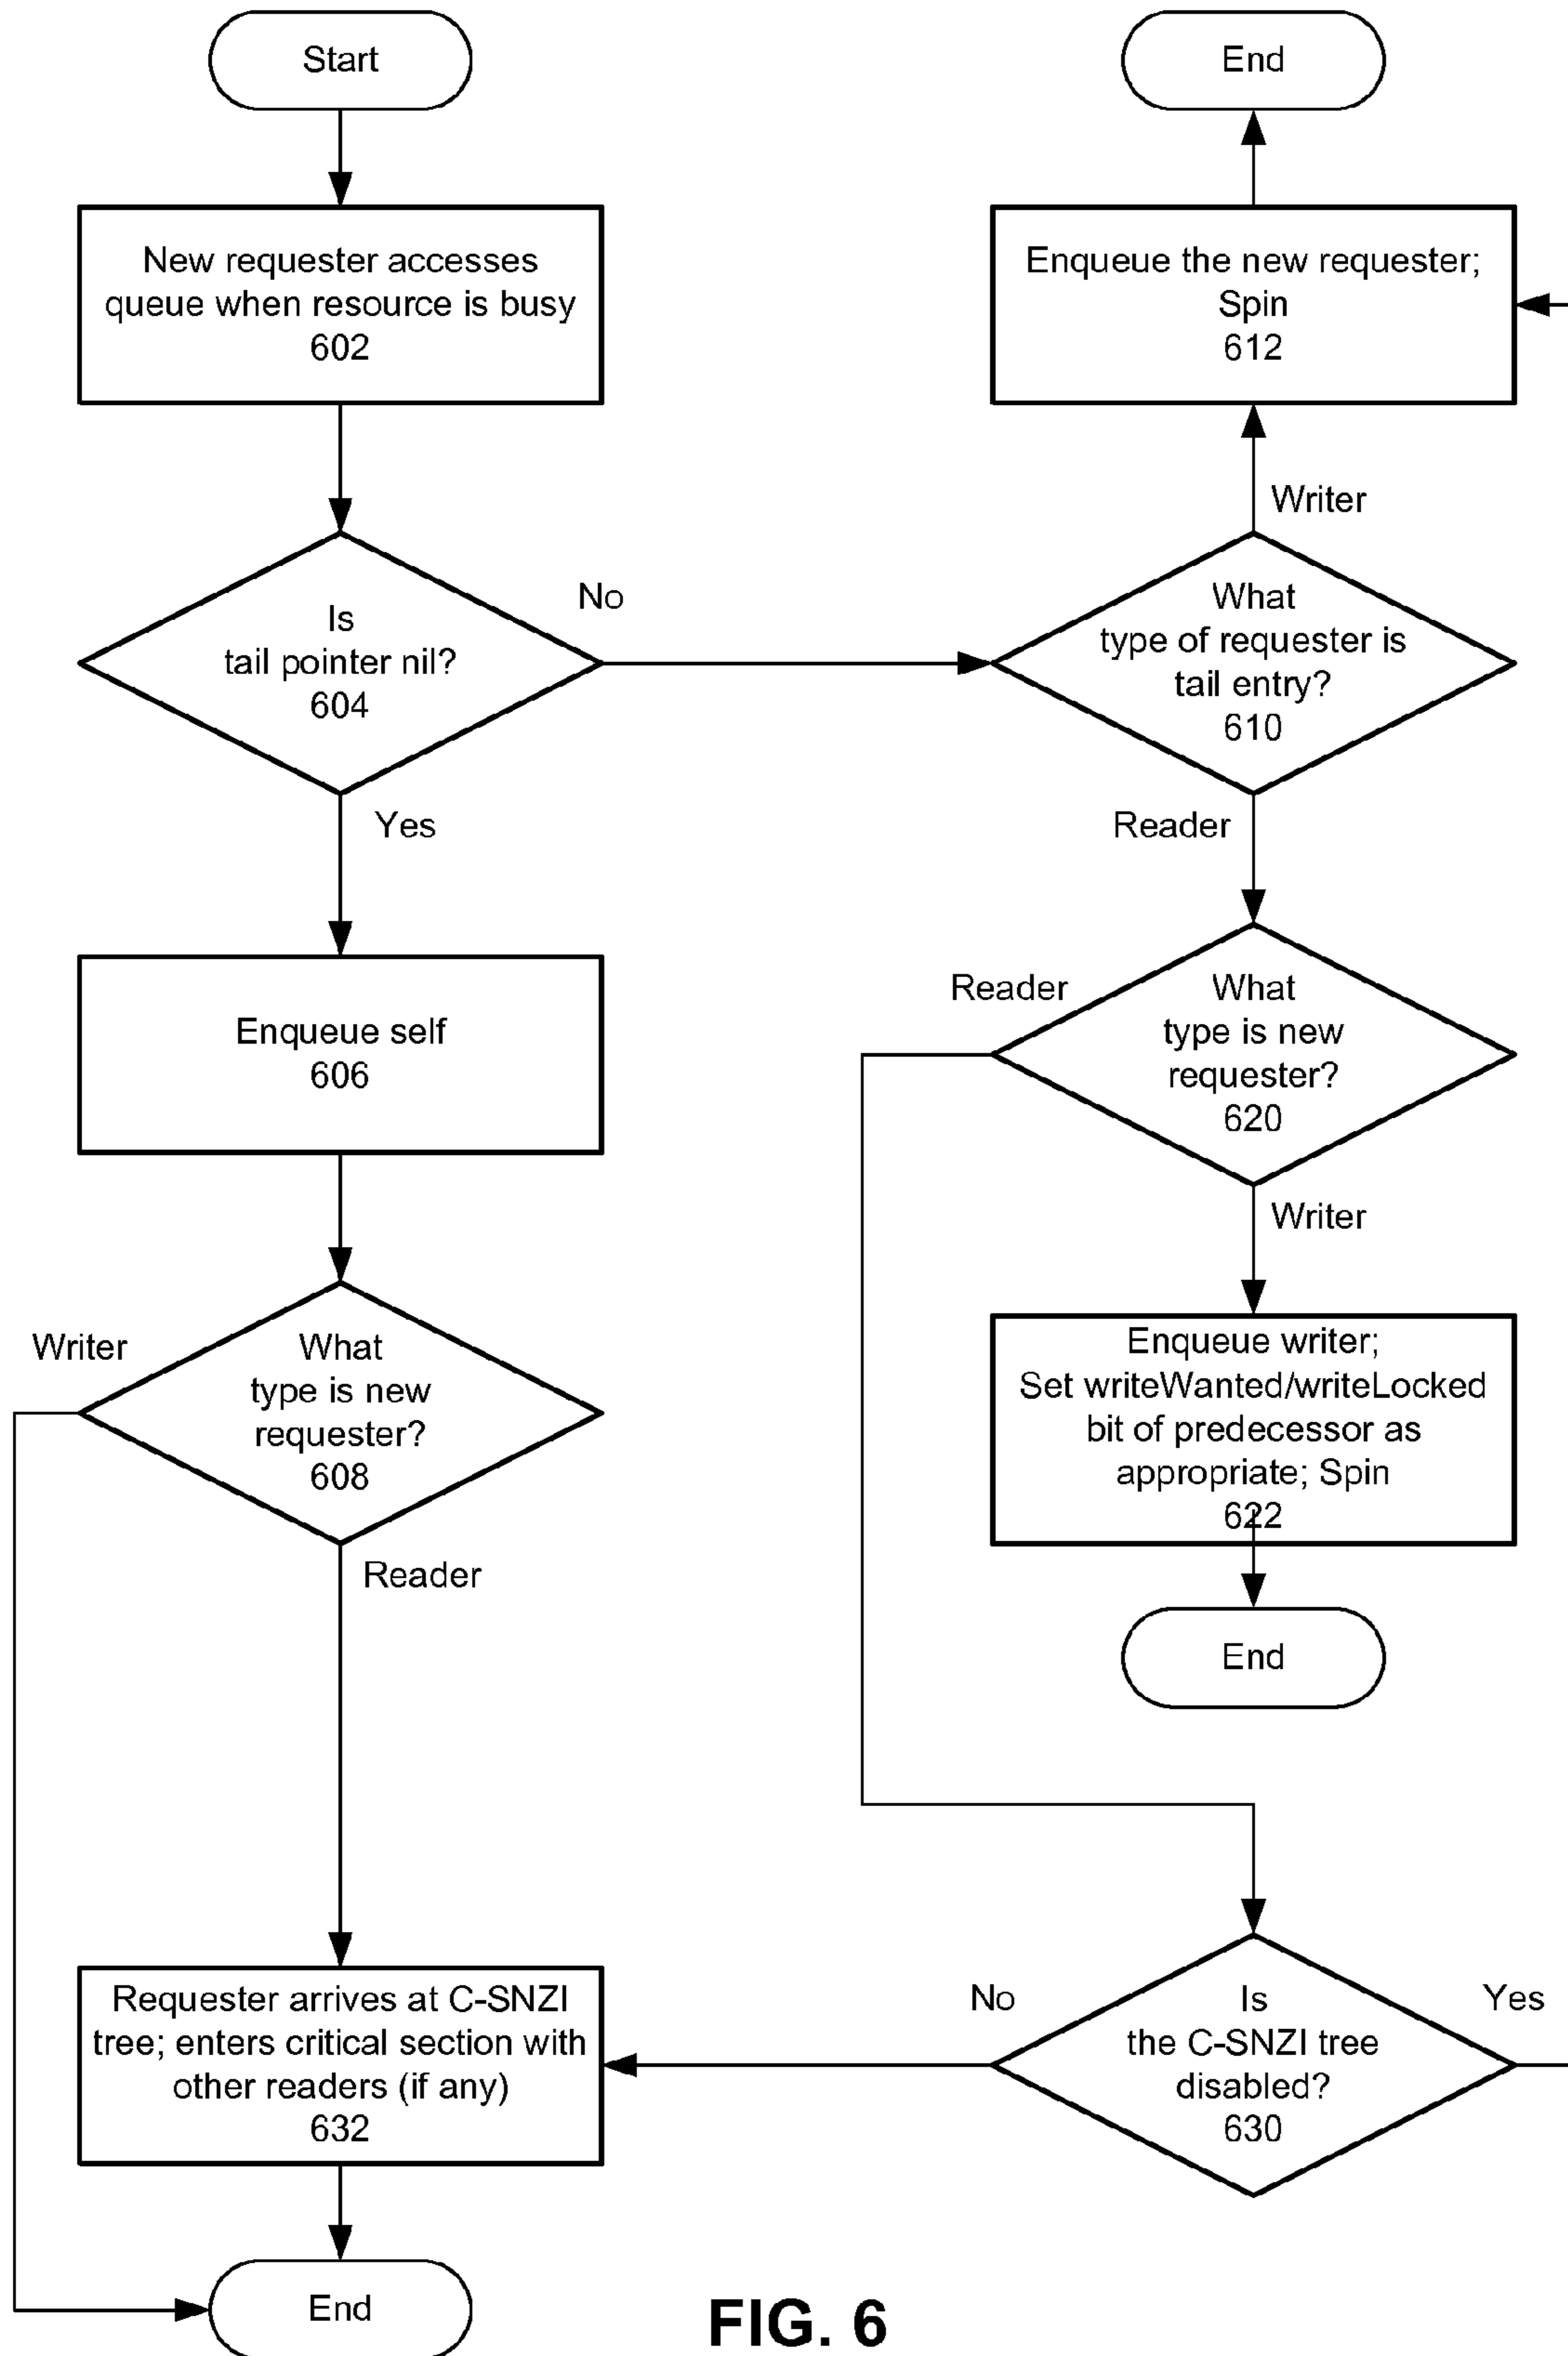 Start
New requester accesses
queue when resource is busy
602
Is
tail pointer nil?
604
No
Yes
Enqueue self
606
Writer
What
type is new
requester?
608
Reader
Requester arrives at C-SNZI
tree; enters critical section with
other readers (if any)
632
End
End
Enqueue the new requester;
Spin
612
Writer
What
type of requester is
tail entry?
610
Reader
Reader
What
type is new
requester?
620
Writer
Enqueue writer;
Set writeWanted/writeLocked
bit of predecessor as
appropriate; Spin
622
End
No
Is
the C-SNZI tree
disabled?
630
Yes
FIG. 6